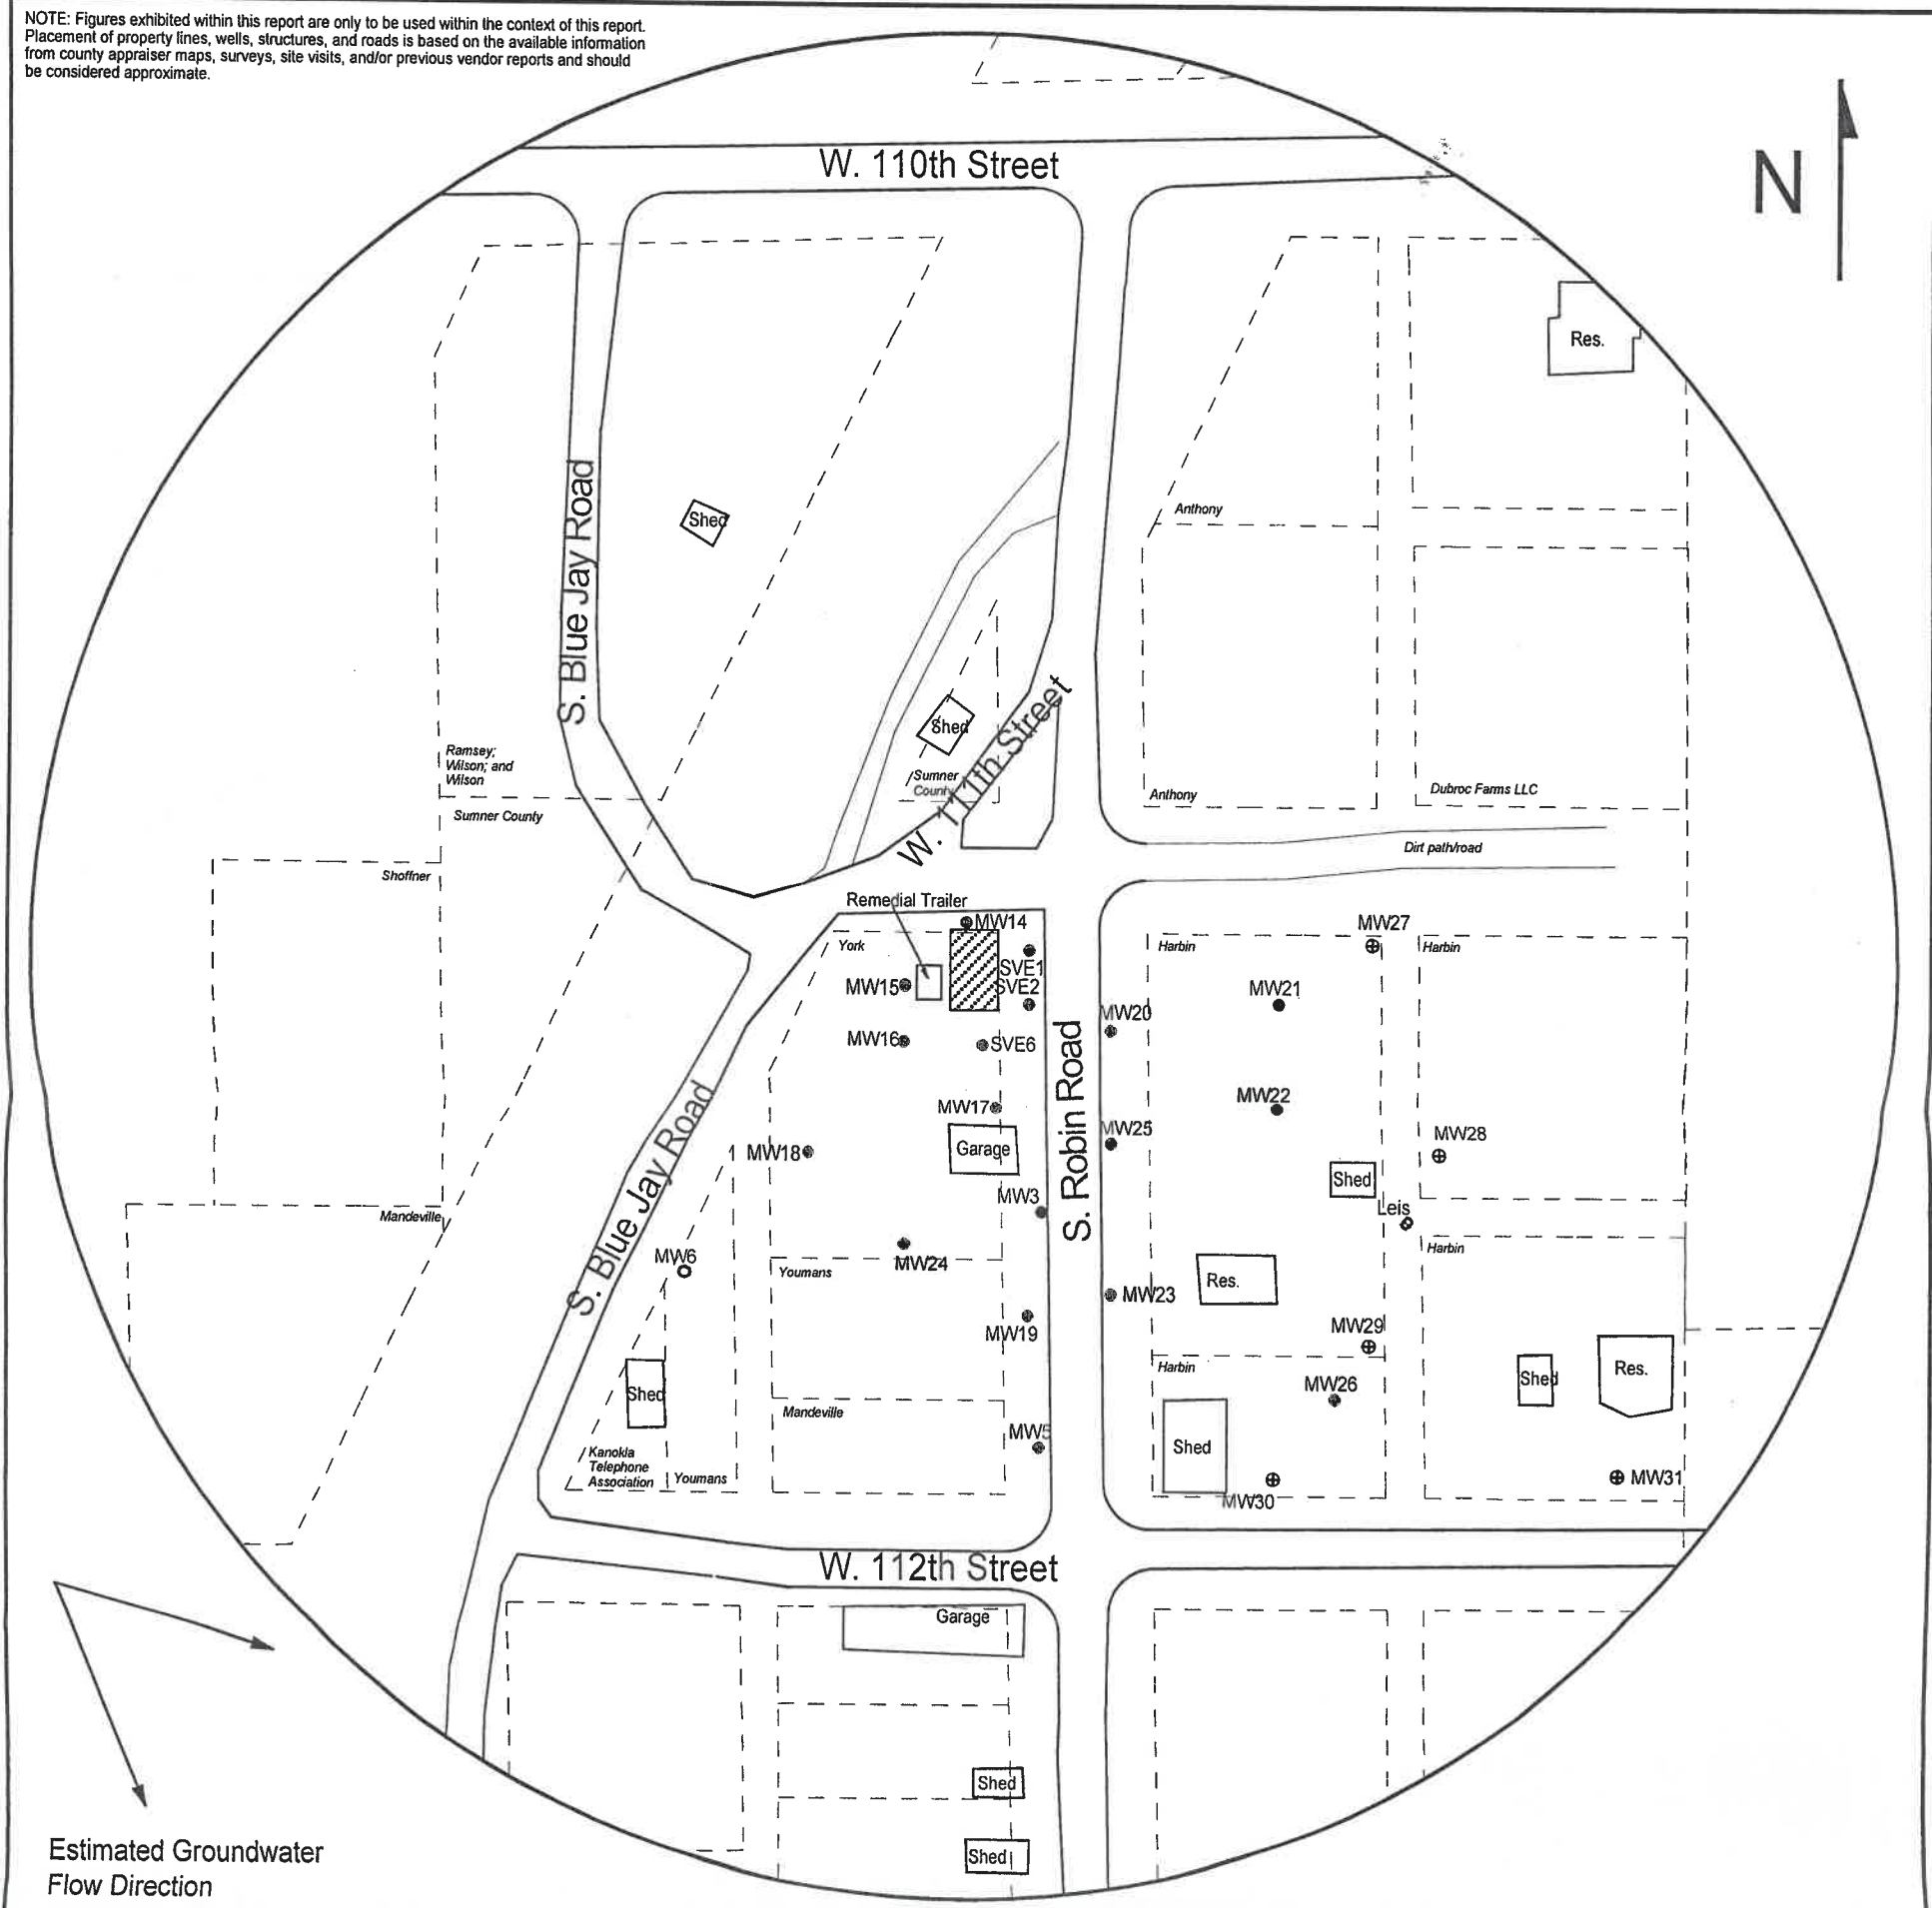 NOTE: Figures exhibited within this report are only to be used within the context of this report.
Placement of property lines, wells, structures, and roads is based on the available information
from county appraiser maps, surveys, site visits, and/or previous vendor reports and should
be considered approximate.
W. 110th Street
N
Res.
S. Blue Jay Road
Shed
Anthony
Shed
W. 111th Street
Ramsey;
Wilson; and
Wilson
Sumner
County
Anthony
Dubroc Farms LLC
Sumner County
Dirt path/road
Shoffner
Remedial Trailer
MW14
MW27
York
Harbin
Harbin
SVE1
MW15
SVE2
MW21
MW20
MW16
SVE6
S. Robin Road
MW17
MW22
MW25
MW28
S. Blue Jay Road
MW18
Garage
Shed
MW3
Leis
Mandeville
MW6
MW24
Harbin
Youmans
Res.
MW23
MW19
MW29
Harbin
Shed
Res.
MW26
Shed
Mandeville
MW5
Shed
Kanokla
Telephone
Association
Youmans
MW31
MW30
W. 112th Street
Garage
Shed
Shed
Estimated Groundwater
Flow Direction